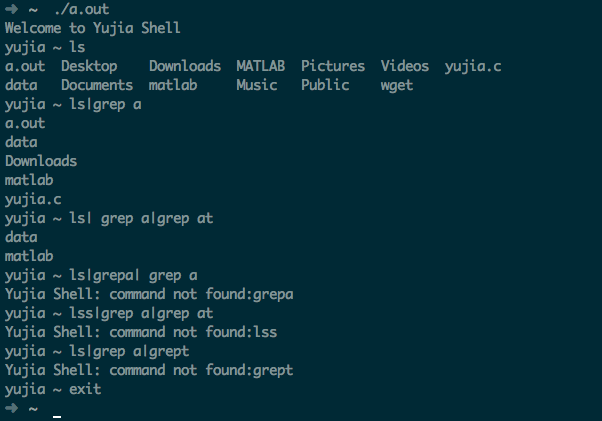 ➜ ~ ./a.out
Welcome to Yujia Shell
yujia ~ ls
a.out Desktop Downloads MATLAB Pictures Videos yujia.c
data Documents matlab Music Public wget
yujia ~ ls|grep a
a.out
data
Downloads
matlab
yujia.c
yujia ~ ls| grep a|grep at
data
matlab
yujia ~ ls|grepa| grep a
Yujia Shell: command not found:grepa
yujia ~ lss|grep a|grep at
Yujia Shell: command not found:lss
yujia ~ ls|grep a|grept
Yujia Shell: command not found:grept
yujia ~ exit
➜ ~ _